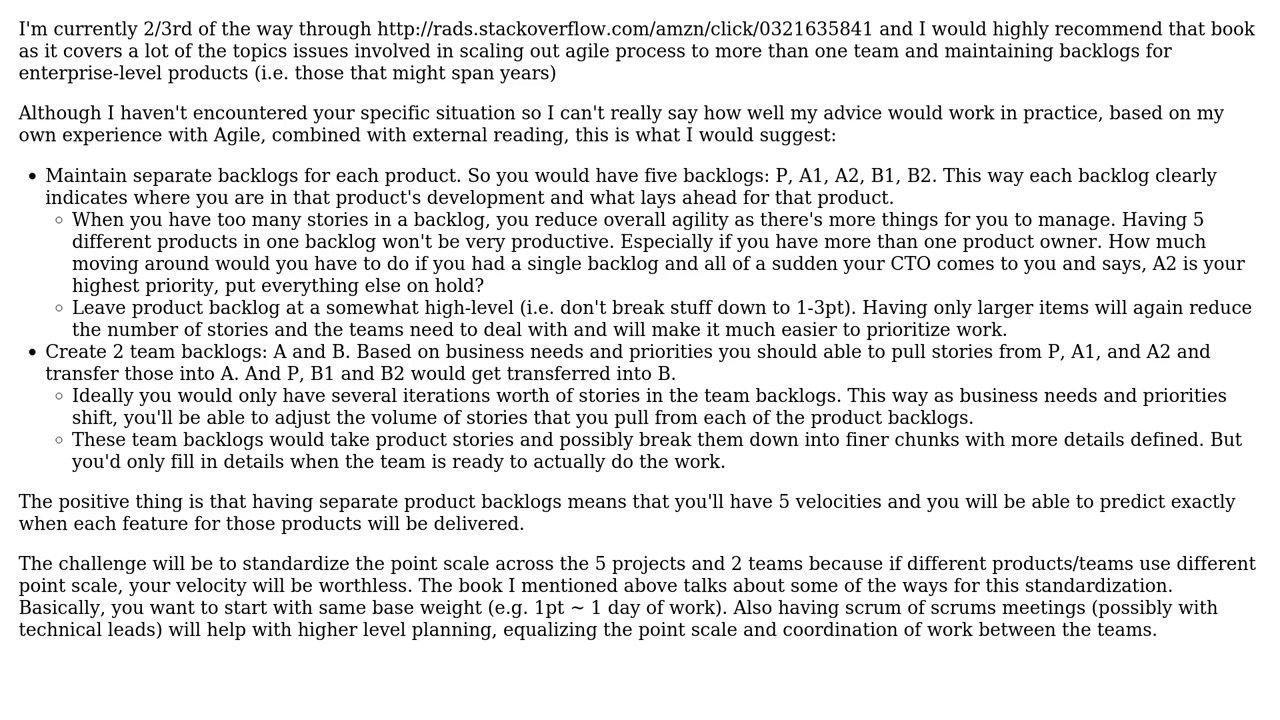 I'm currently 2/3rd of the way through http://rads.stackoverflow.com/amzn/click/0321635841 and I would highly recommend that book
as it covers a lot of the topics issues involved in scaling out agile process to more than one team and maintaining backlogs for
enterprise-level products (i.e. those that might span years)
Although I haven't encountered your specific situation so I can't really say how well my advice would work in practice, based on my
own experience with Agile, combined with external reading, this is what I would suggest:
• Maintain separate backlogs for each product. So you would have five backlogs: P, A1, A2, B1, B2. This way each backlog clearly
indicates where you are in that product's development and what lays ahead for that product.
◦ When you have too many stories in a backlog, you reduce overall agility as there's more things for you to manage. Having 5
different products in one backlog won't be very productive. Especially if you have more than one product owner. How much
moving around would you have to do if you had a single backlog and all of a sudden your CTO comes to you and says, A2 is your
highest priority, put everything else on hold?
◦ Leave product backlog at a somewhat high-level (i.e. don't break stuff down to 1-3pt). Having only larger items will again reduce
the number of stories and the teams need to deal with and will make it much easier to prioritize work.
• Create 2 team backlogs: A and B. Based on business needs and priorities you should able to pull stories from P, A1, and A2 and
transfer those into A. And P, B1 and B2 would get transferred into B.
◦ Ideally you would only have several iterations worth of stories in the team backlogs. This way as business needs and priorities
shift, you'll be able to adjust the volume of stories that you pull from each of the product backlogs.
◦ These team backlogs would take product stories and possibly break them down into finer chunks with more details defined. But
you'd only fill in details when the team is ready to actually do the work.
The positive thing is that having separate product backlogs means that you'll have 5 velocities and you will be able to predict exactly
when each feature for those products will be delivered.
The challenge will be to standardize the point scale across the 5 projects and 2 teams because if different products/teams use different
point scale, your velocity will be worthless. The book I mentioned above talks about some of the ways for this standardization.
Basically, you want to start with same base weight (e.g. 1pt ~ 1 day of work). Also having scrum of scrums meetings (possibly with
technical leads) will help with higher level planning, equalizing the point scale and coordination of work between the teams.